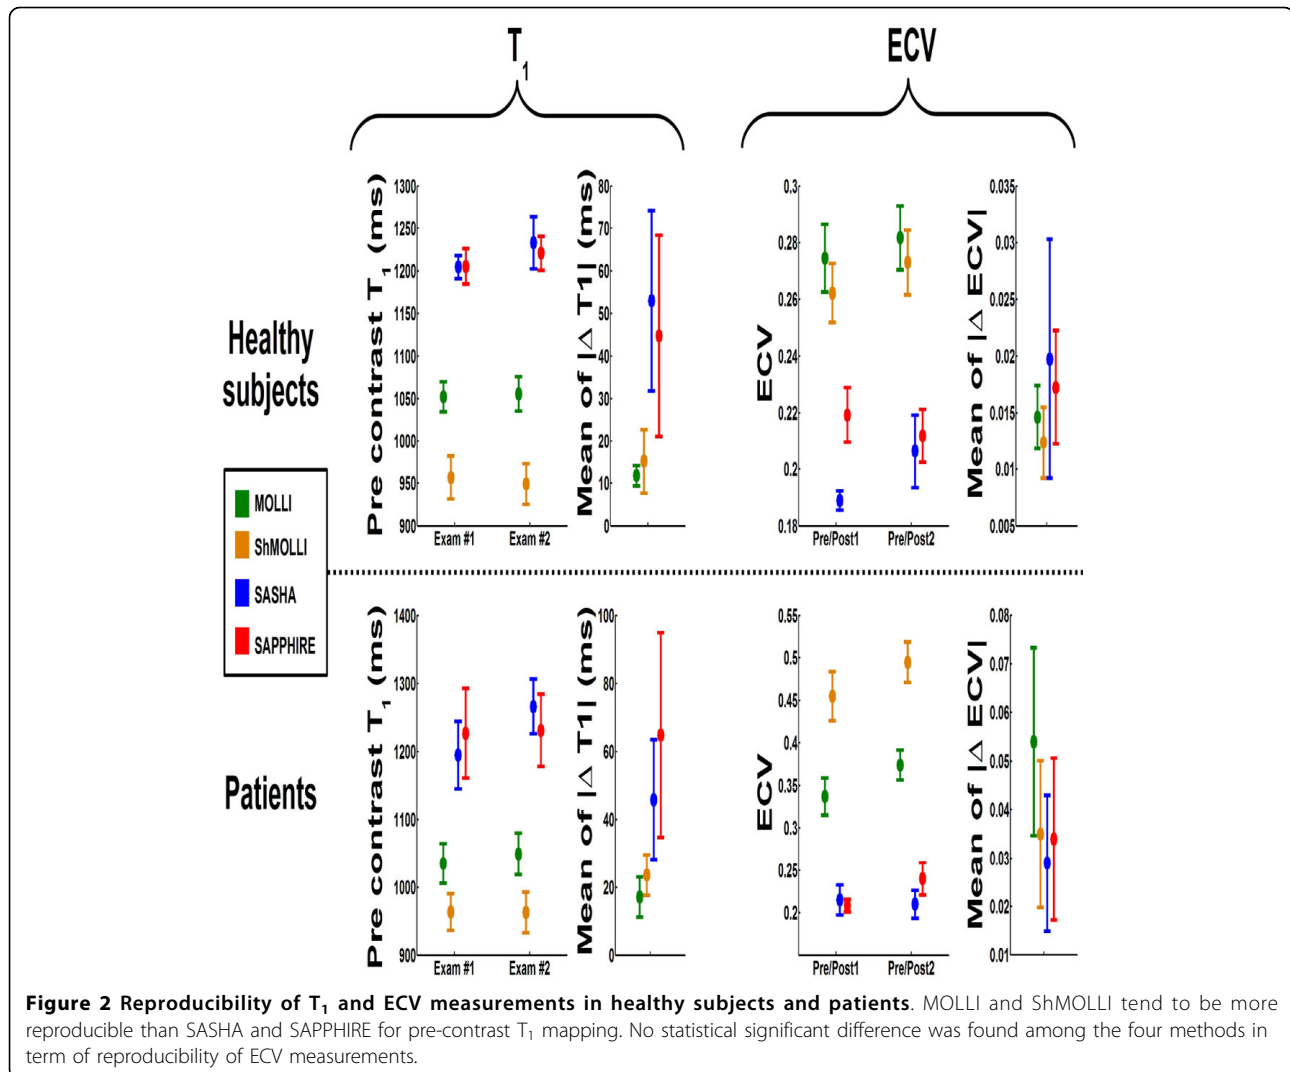 T1
ECV
Healthy subjects
Pre contrast T1 (ms)
1300
1250
1200
1150
1100
1050
1000
950
900
Exam #1 Exam #2
Mean of |Δ T1| (ms)
80
70
60
50
40
30
20
10
0
ECV
0.3
0.28
0.26
0.24
0.22
0.2
0.18
Pre/Post1 Pre/Post2
Mean of |Δ ECV|
0.035
0.03
0.025
0.02
0.015
0.01
0.005
MOLLI
ShMOLLI
SASHA
SAPPHIRE
Patients
Pre contrast T1 (ms)
1400
1300
1200
1100
1000
900
Exam #1 Exam #2
Mean of |Δ T1| (ms)
100
80
60
40
20
0
ECV
0.55
0.5
0.45
0.4
0.35
0.3
0.25
0.2
Pre/Post1 Pre/Post2
Mean of |Δ ECV|
0.08
0.07
0.06
0.05
0.04
0.03
0.02
0.01
Figure 2 Reproducibility of T1 and ECV measurements in healthy subjects and patients. MOLLI and ShMOLLI tend to be more
reproducible than SASHA and SAPPHIRE for pre-contrast T1 mapping. No statistical significant difference was found among the four methods in
term of reproducibility of ECV measurements.